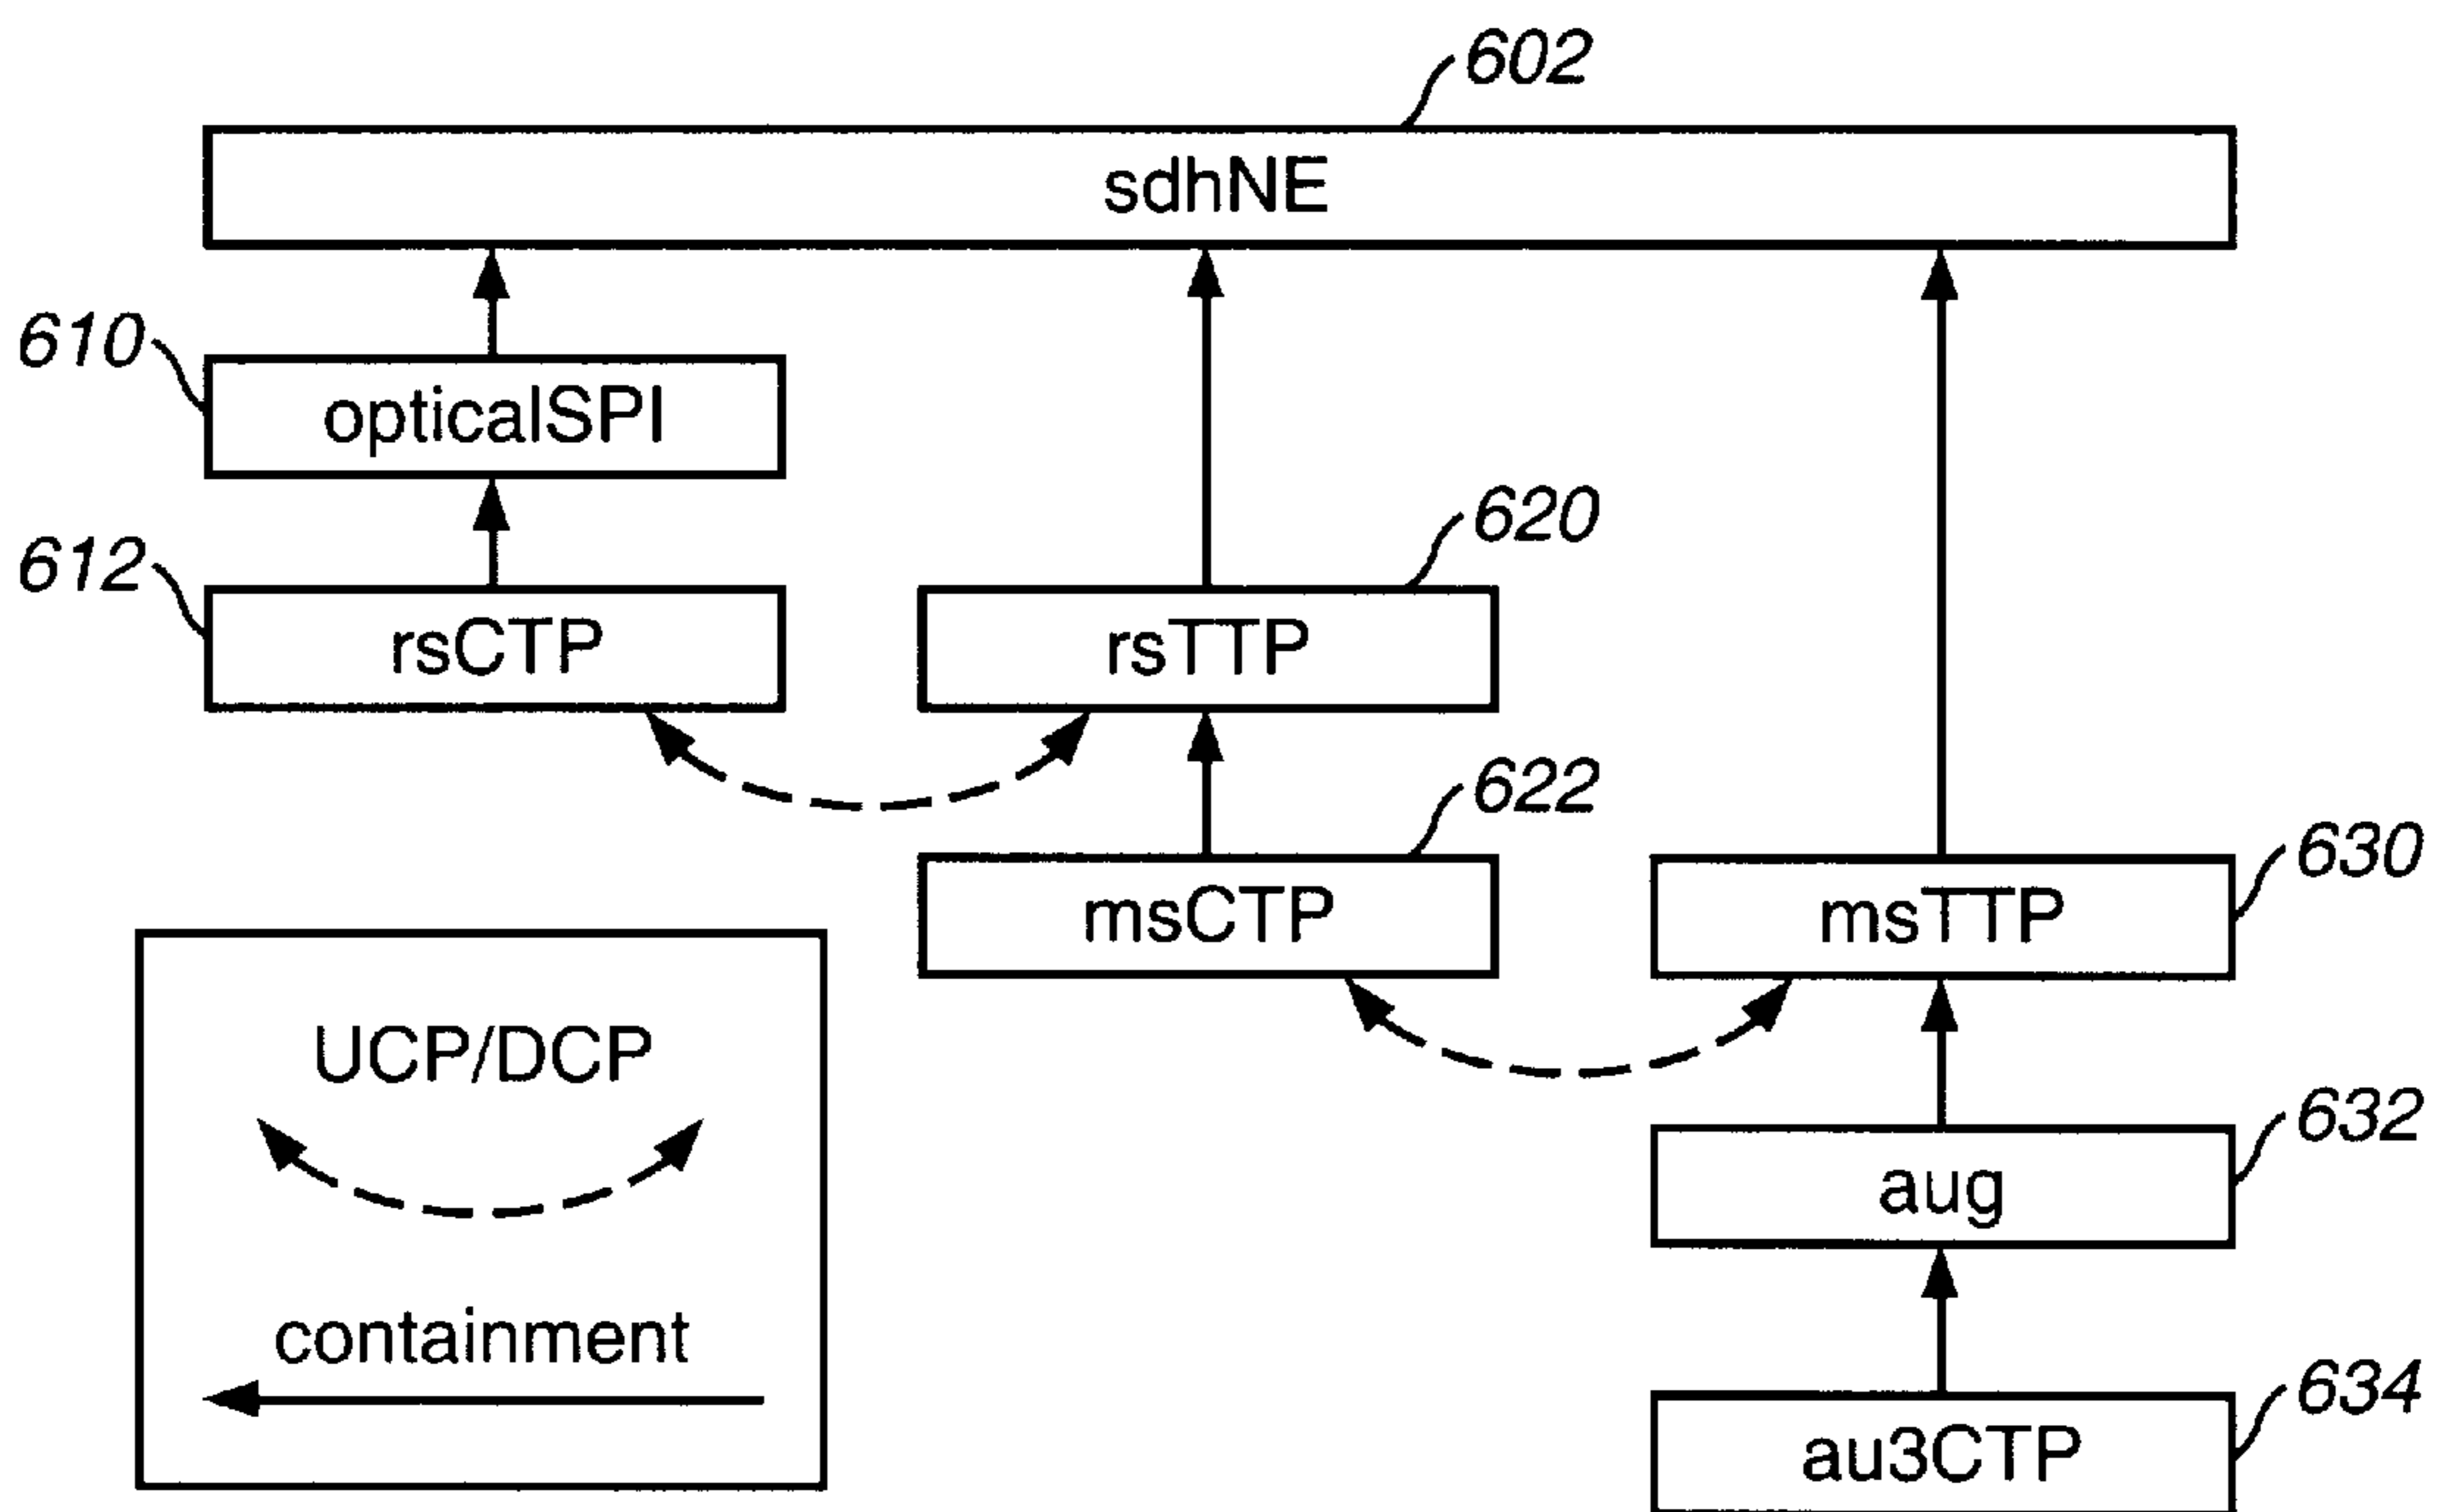 602
sdhNE
610
opticalSPI
612
rsCTP
620
rsTTP
622
msCTP
630
msTTP
UCP/DCP
632
aug
containment
634
au3CTP